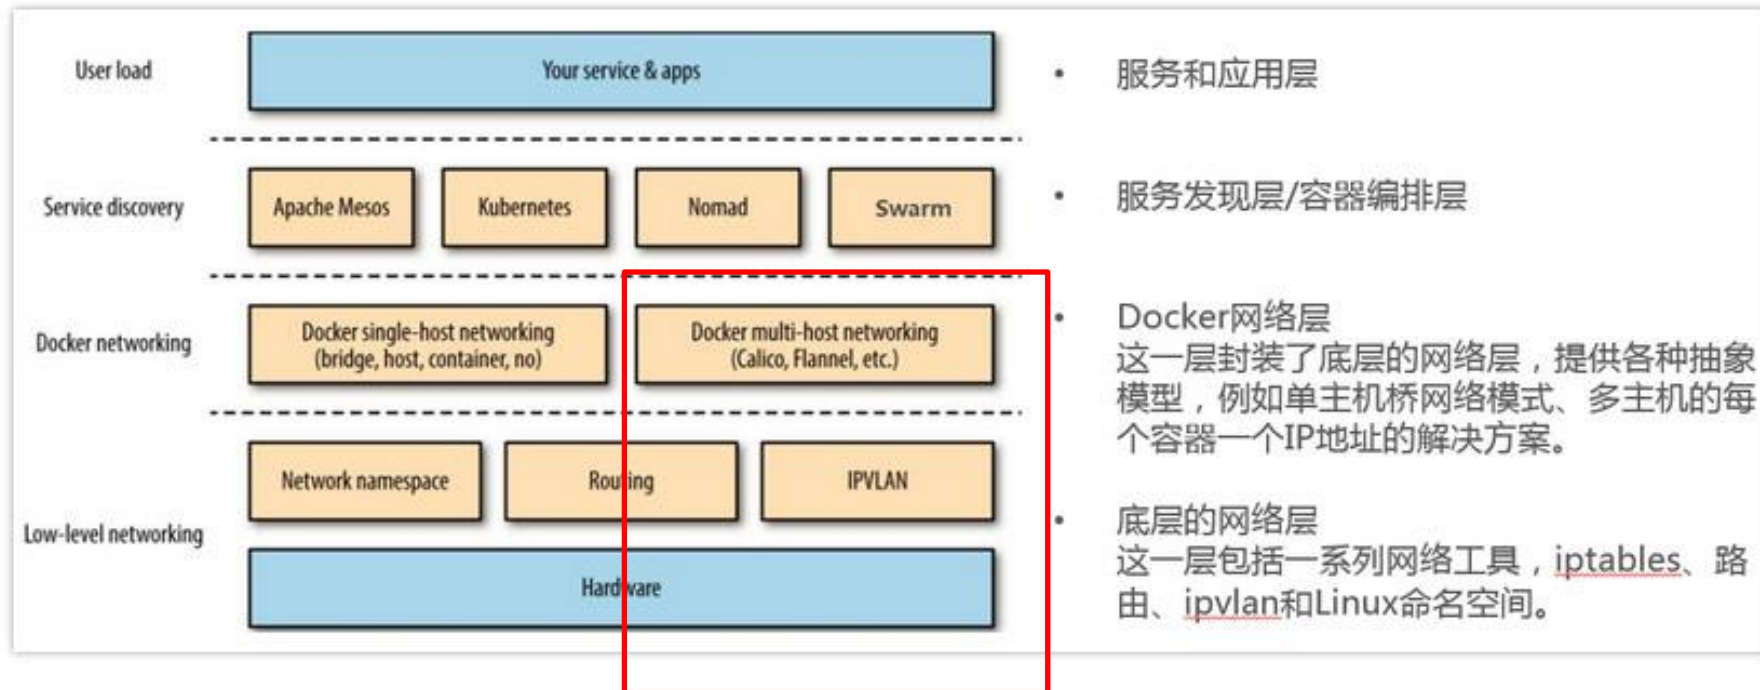 User load
Your service & apps
• 服务和应用层
Service discovery
Apache Mesos
Kubernetes
Nomad
Swarm
• 服务发现层/容器编排层
Docker networking
Docker single-host networking
(bridge, host, container, no)
Docker multi-host networking
(Calico, Flannel, etc.)
• Docker网络层
这一层封装了底层的网络层，提供各种抽象
模型，例如单主机桥网络模式、多主机的每
个容器一个IP地址的解决方案。
Low-level networking
Network namespace
Routing
IPVLAN
Hardware
• 底层的网络层
这一层包括一系列网络工具，iptables、路
由、ipvlan和Linux命名空间。